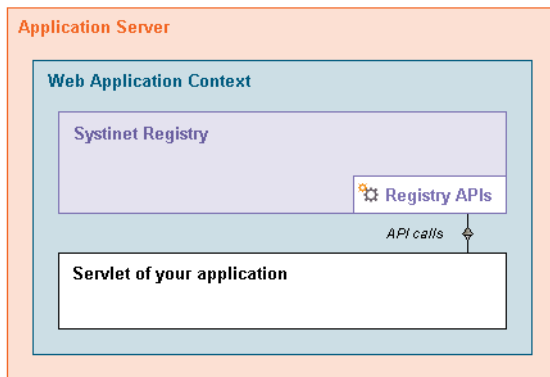 Application Server
Web Application Context
Systinet Registry
Registry APIs
API calls
Servlet of your application